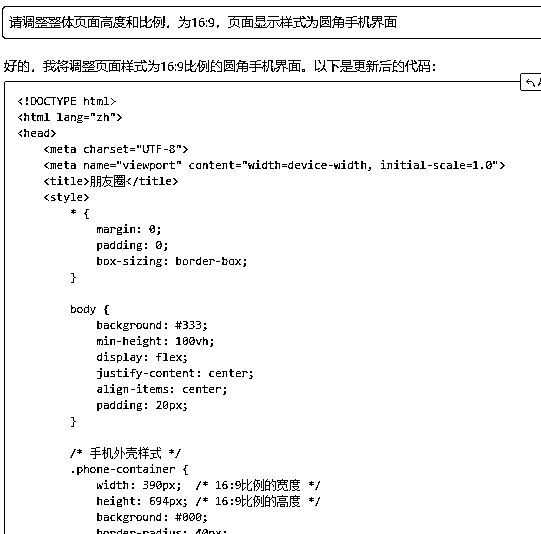 请调整整体页面高度和比例，为16:9，页面显示样式为圆角手机界面
好的，我将调整页面样式为16:9比例的圆角手机界面。以下是更新后的代码：
<!DOCTYPE html>
<html lang="zh">
<head>
    <meta charset="UTF-8">
    <meta name="viewport" content="width=device-width, initial-scale=1.0">
    <title>朋友圈</title>
    <style>
        * {
            margin: 0;
            padding: 0;
            box-sizing: border-box;
        }

        body {
            background: #333;
            min-height: 100vh;
            display: flex;
            justify-content: center;
            align-items: center;
            padding: 20px;
        }

        /* 手机外壳样式 */
        .phone-container {
            width: 390px;  /* 16:9比例的宽度 */
            height: 694px; /* 16:9比例的高度 */
            background: #000;
            border-radius: 40px;